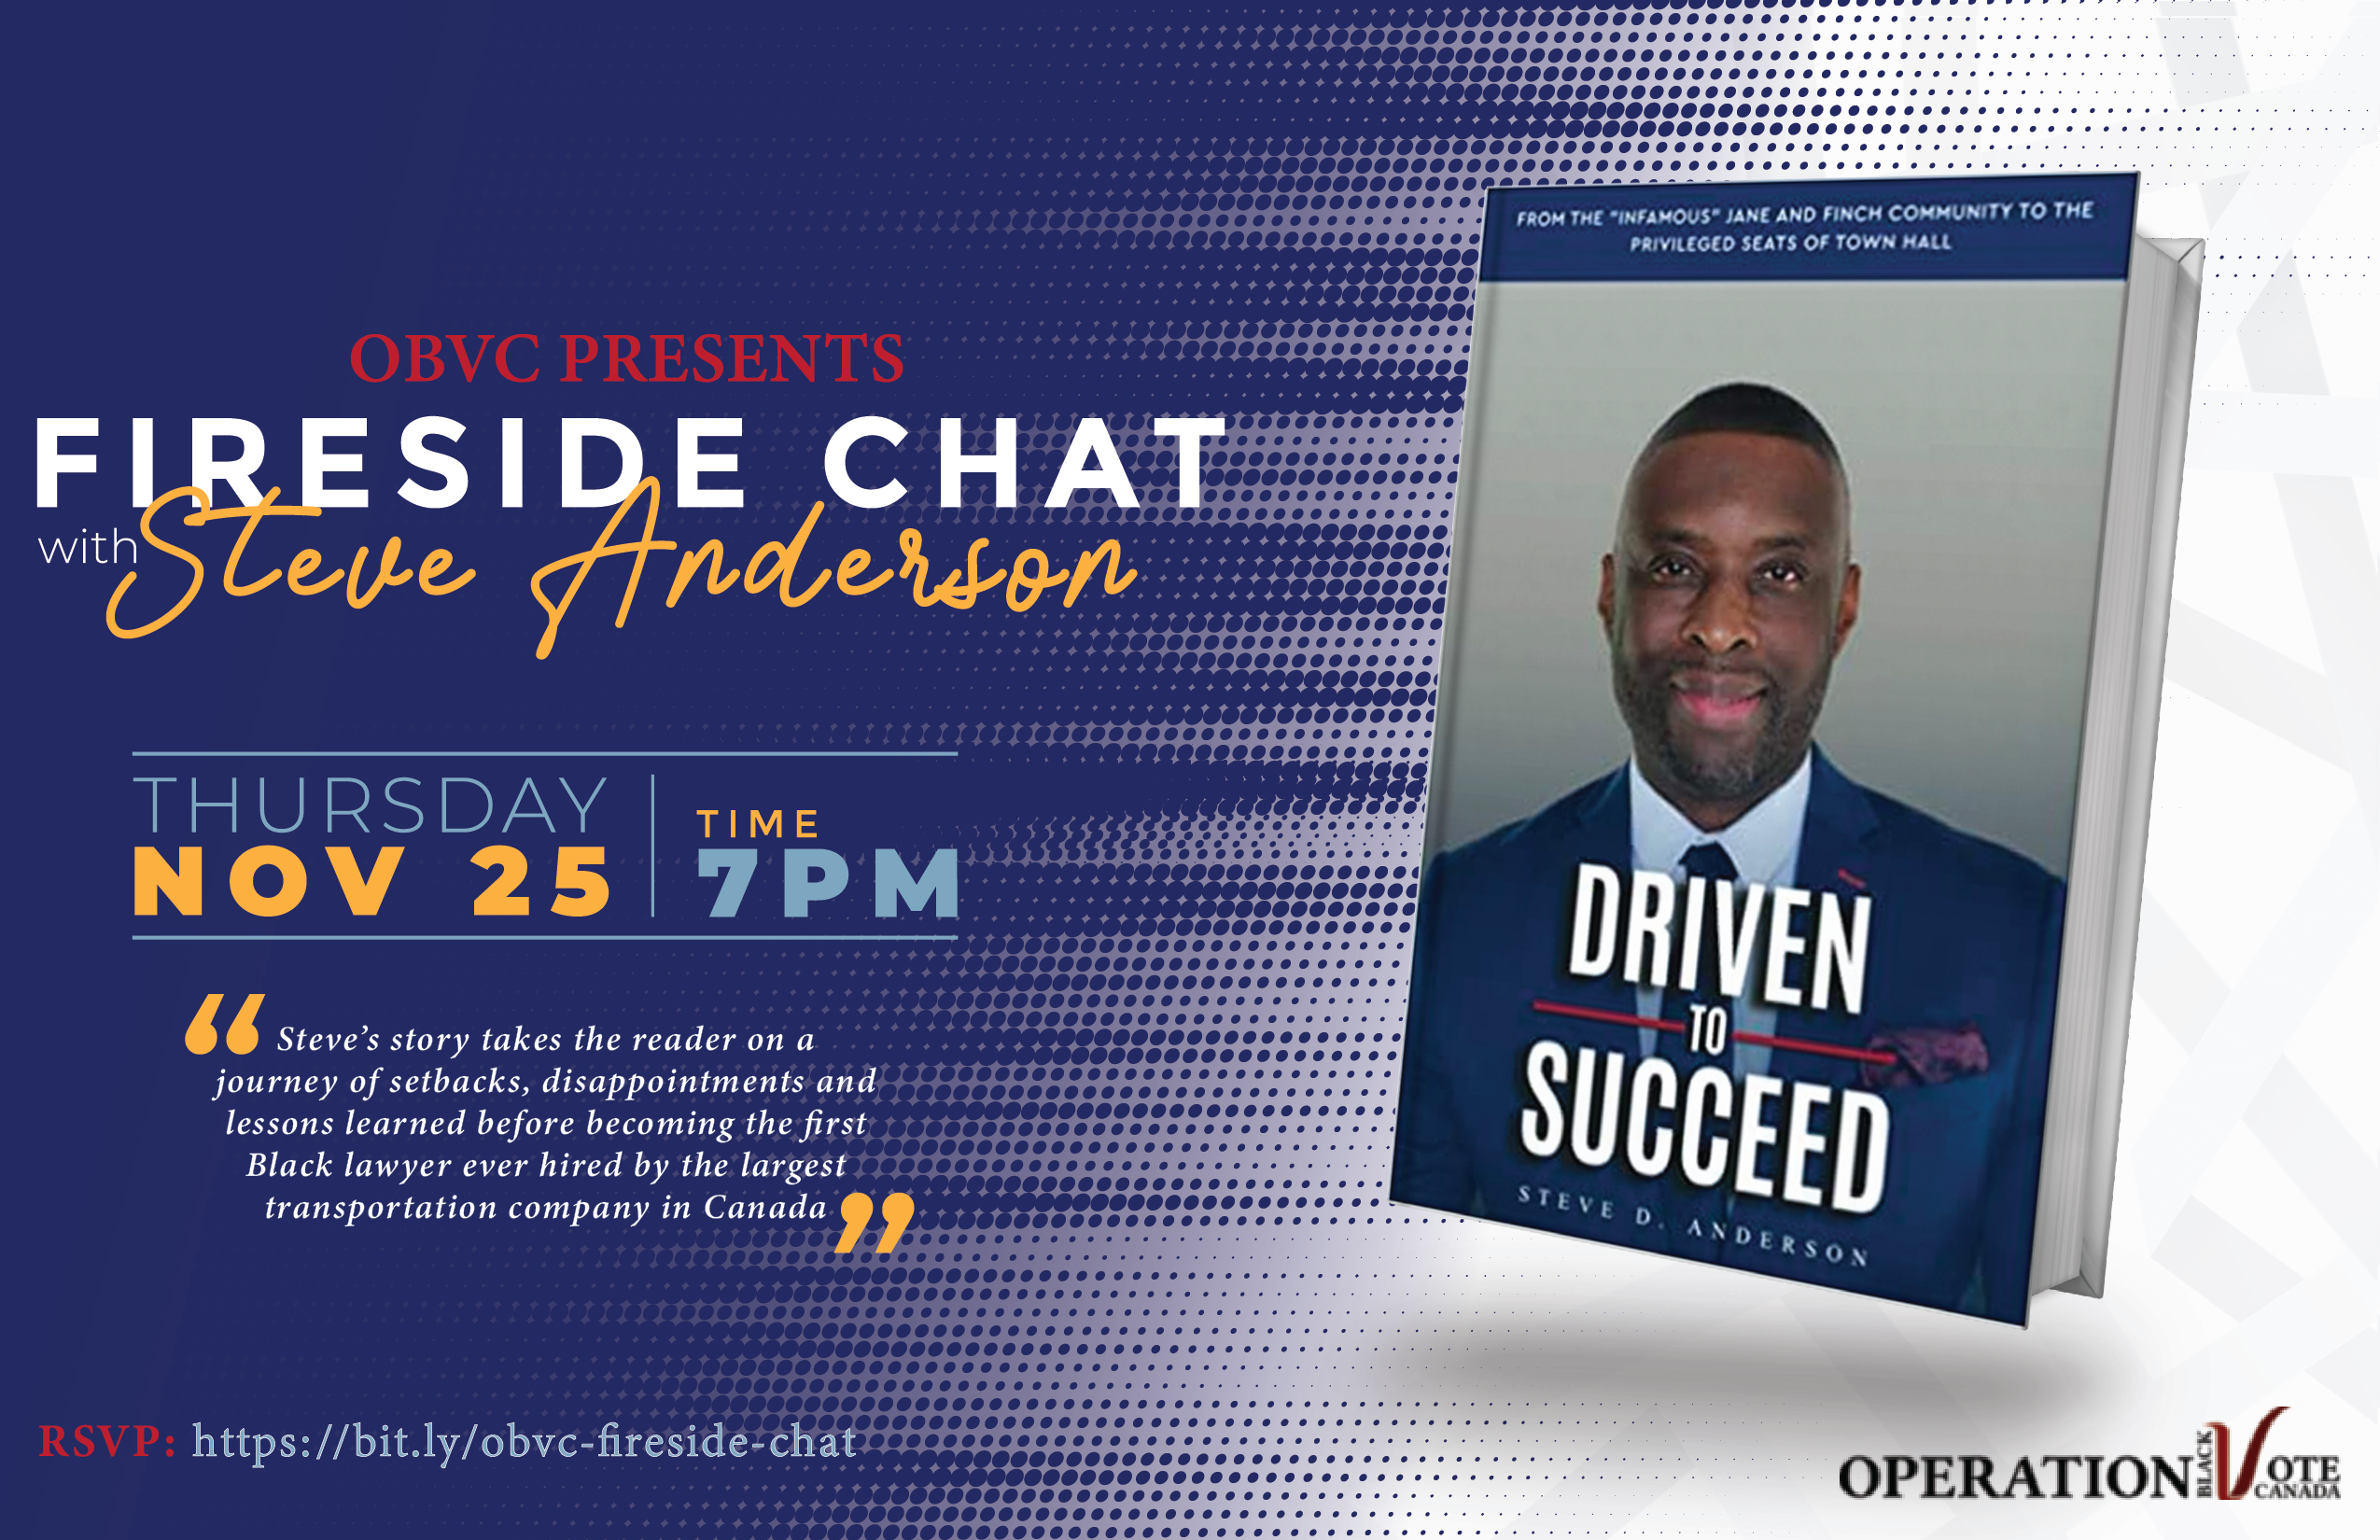 OBVC PRESENTS
FIRESIDE CHAT
with Steve Anderson
THURSDAY
NOV 25
TIME
7PM
“ Steve’s story takes the reader on a
journey of setbacks, disappointments and
lessons learned before becoming the first
Black lawyer ever hired by the largest
transportation company in Canada ”
RSVP: https://bit.ly/obvc-fireside-chat
FROM THE "INFAMOUS" JANE AND FINCH COMMUNITY TO THE
PRIVILEGED SEATS OF TOWN HALL
DRIVEN
TO
SUCCEED
STEVE D. ANDERSON
OPERATION BLACK VOTE
CANADA